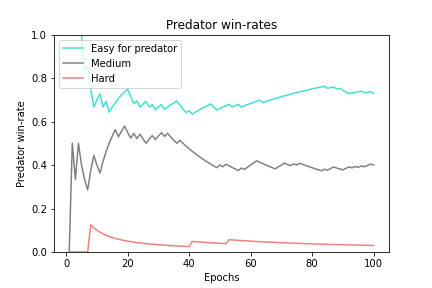 Predator win-rates
1.0
0.8
0.6
0.4
0.2
0.0
Predator win-rate
Easy for predator
Medium
Hard
0 20 40 60 80 100
Epochs